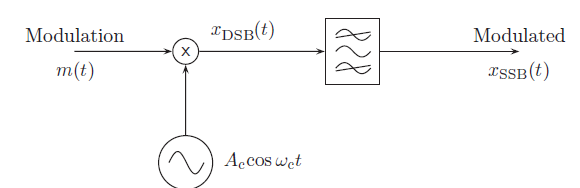 Modulation
m(t)
x
x_DSB(t)
A_c cos ω_c t
Modulated
x_SSB(t)